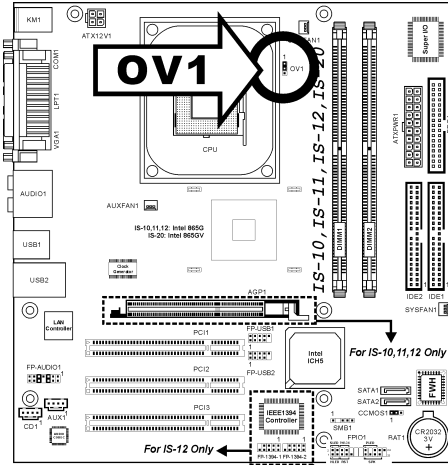 KM1
ATX12V1
FAN1
Super I/O
COM1
LPT1
VGA1
OV1
1
OV1
CPU
ATXPWR1
IS-10, IS-11, IS-12, IS-20
AUDIO1
AUXFAN1
IS-10,11,12: Intel 865G
IS-20: Intel 865GV
DIMM1
DIMM2
USB1
USB2
Clock Generator
IDE2
IDE1
SYSFAN1
AGP1
LAN Controller
PCI1
FP-USB1
For IS-10,11,12 Only
FP-AUDIO1
FP-USB2
Intel ICH5
PCI2
FWH
SATA1
SATA2
CD1
AUX1
PCI3
IEEE1394 Controller
CCMOS1
SMB1
FPIO1
BAT1
CR2032
3V
+
For IS-12 Only
FP-1394-1
FP-1394-2